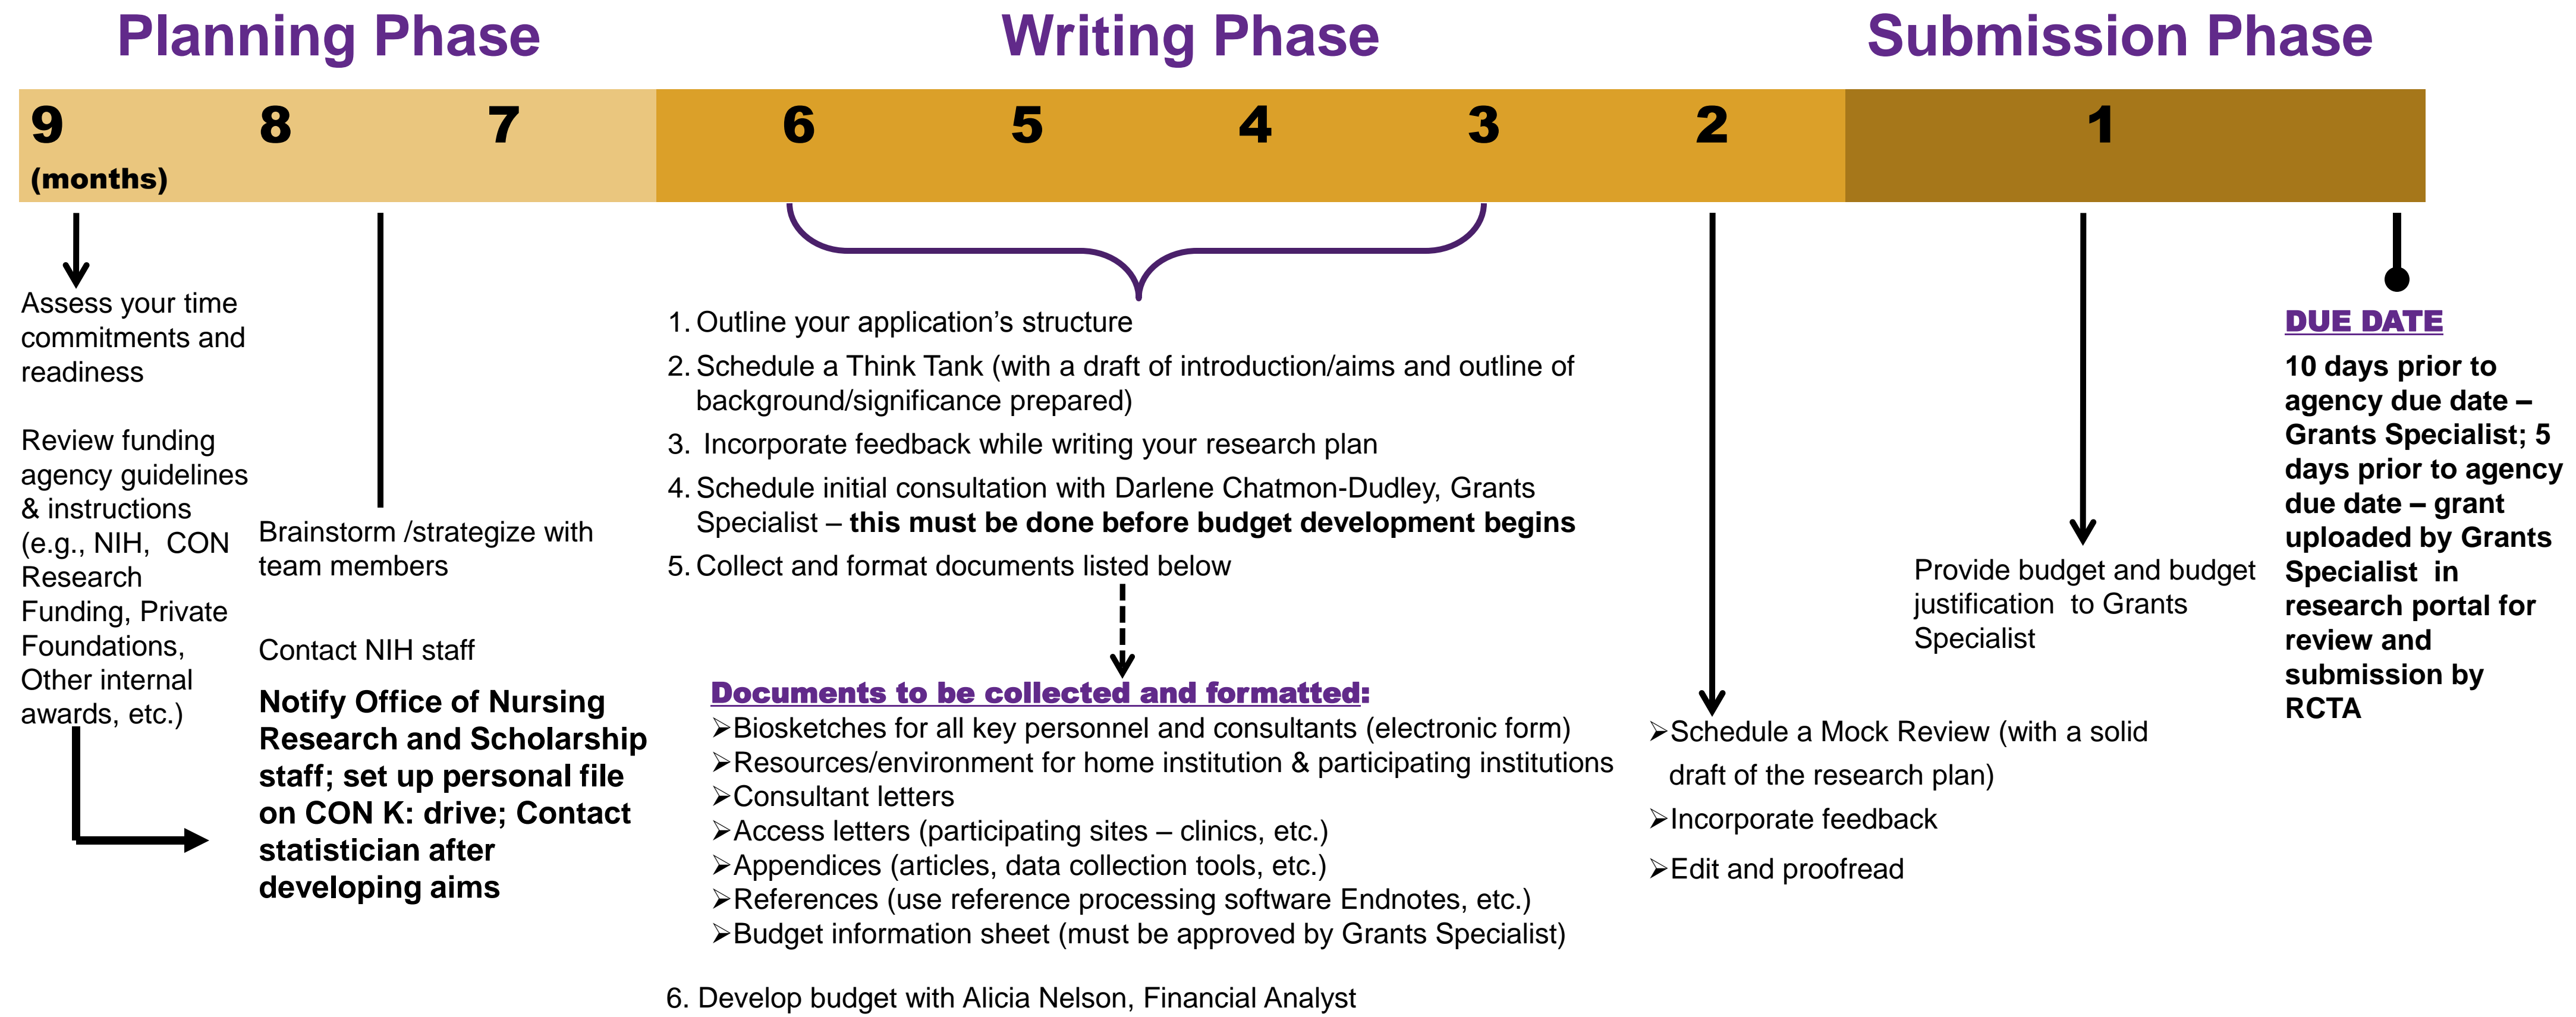 Planning Phase
Writing Phase
Submission Phase
9 8 7 6 5 4 3 2 1
(months)
Assess your time
commitments and
readiness
Review funding
agency guidelines
& instructions
(e.g., NIH, CON
Research
Funding, Private
Foundations,
Other internal
awards, etc.)
Brainstorm /strategize with
team members
Contact NIH staff
Notify Office of Nursing
Research and Scholarship
staff; set up personal file
on CON K: drive; Contact
statistician after
developing aims
1. Outline your application’s structure
2. Schedule a Think Tank (with a draft of introduction/aims and outline of
background/significance prepared)
3. Incorporate feedback while writing your research plan
4. Schedule initial consultation with Darlene Chatmon-Dudley, Grants
Specialist – this must be done before budget development begins
5. Collect and format documents listed below
Documents to be collected and formatted:
➢Biosketches for all key personnel and consultants (electronic form)
➢Resources/environment for home institution & participating institutions
➢Consultant letters
➢Access letters (participating sites – clinics, etc.)
➢Appendices (articles, data collection tools, etc.)
➢References (use reference processing software Endnotes, etc.)
➢Budget information sheet (must be approved by Grants Specialist)
6. Develop budget with Alicia Nelson, Financial Analyst
➢Schedule a Mock Review (with a solid
draft of the research plan)
➢Incorporate feedback
➢Edit and proofread
Provide budget and budget
justification to Grants
Specialist
DUE DATE
10 days prior to
agency due date –
Grants Specialist; 5
days prior to agency
due date – grant
uploaded by Grants
Specialist in
research portal for
review and
submission by
RCTA